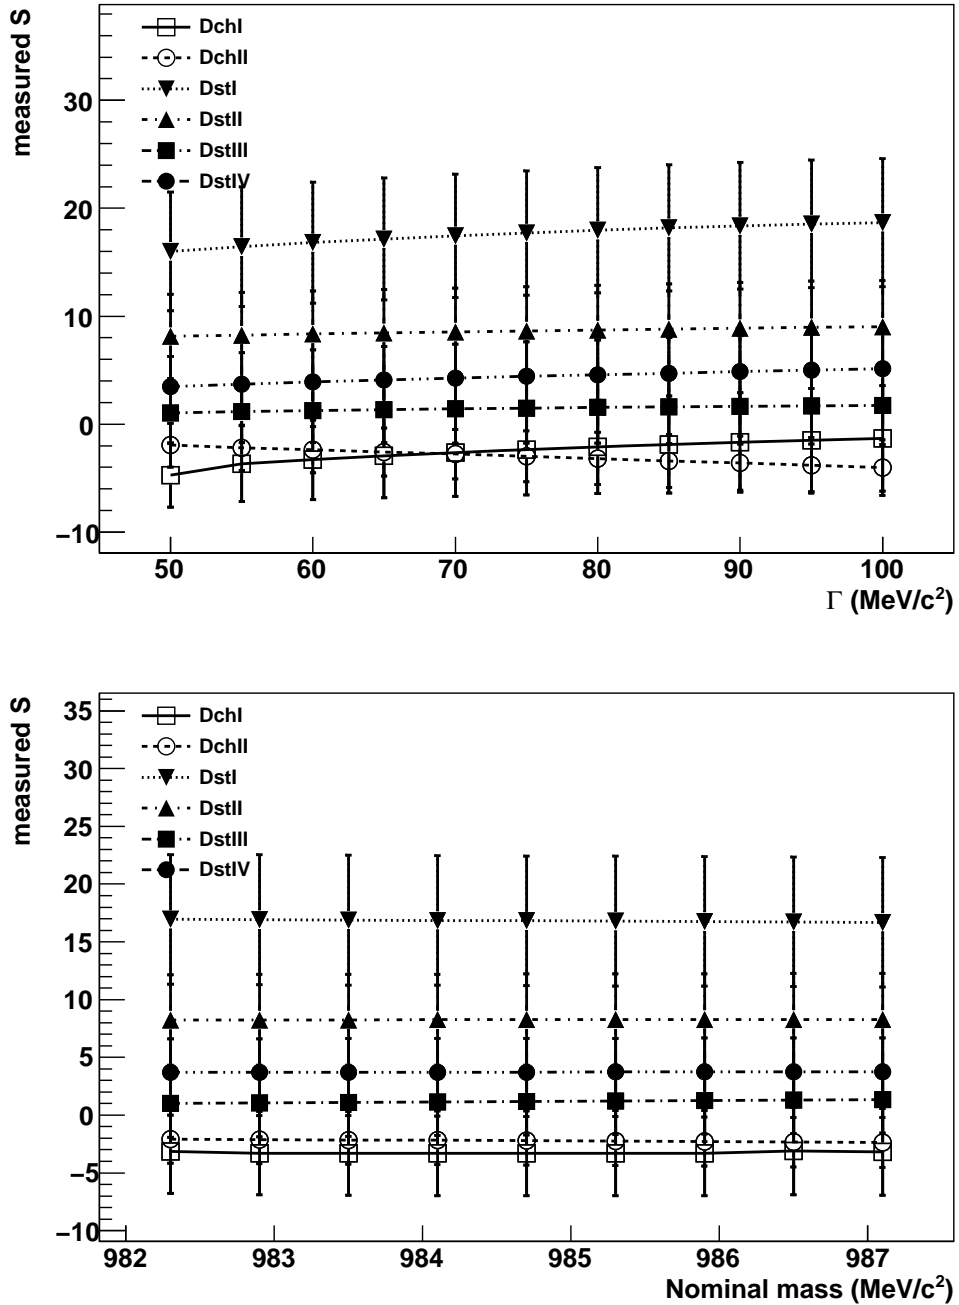 measured S
DchI
DchII
DstI
DstII
DstIII
DstIV
30
20
10
0
−10
50 60 70 80 90 100
Γ (MeV/c²)
measured S
DchI
DchII
DstI
DstII
DstIII
DstIV
35
30
25
20
15
10
5
0
−5
−10
982 983 984 985 986 987
Nominal mass (MeV/c²)